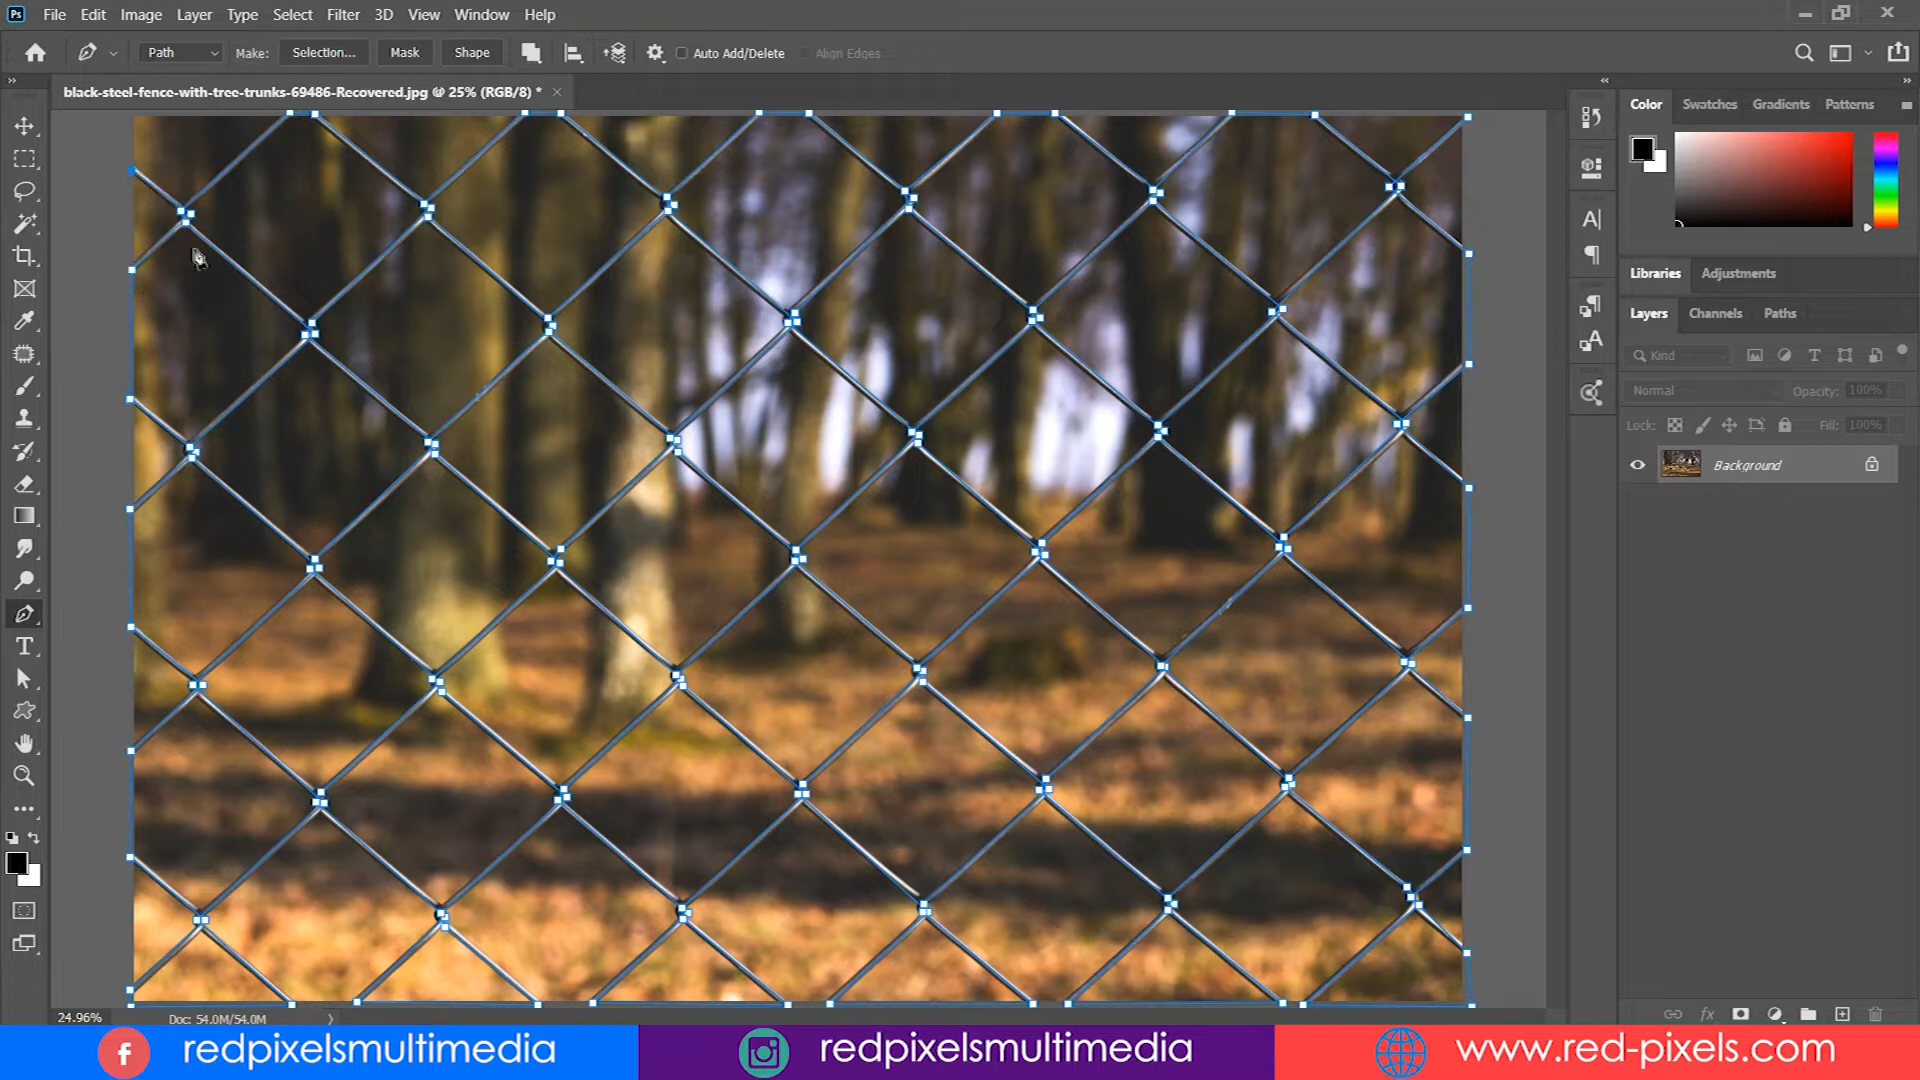 Ps File Edit Image Layer Type Select Filter 3D View Window Help
Path Make: Selection... Mask Shape Auto Add/Delete Align Edges
black-steel-fence-with-tree-trunks-69486-Recovered.jpg @ 25% (RGB/8) *
Color Swatches Gradients Patterns
Libraries Adjustments
Layers Channels Paths
Kind
Normal Opacity: 100%
Lock: Fill: 100%
Background
24.96% Doc: 54.0M/54.0M
redpixelsmultimedia redpixelsmultimedia www.red-pixels.com